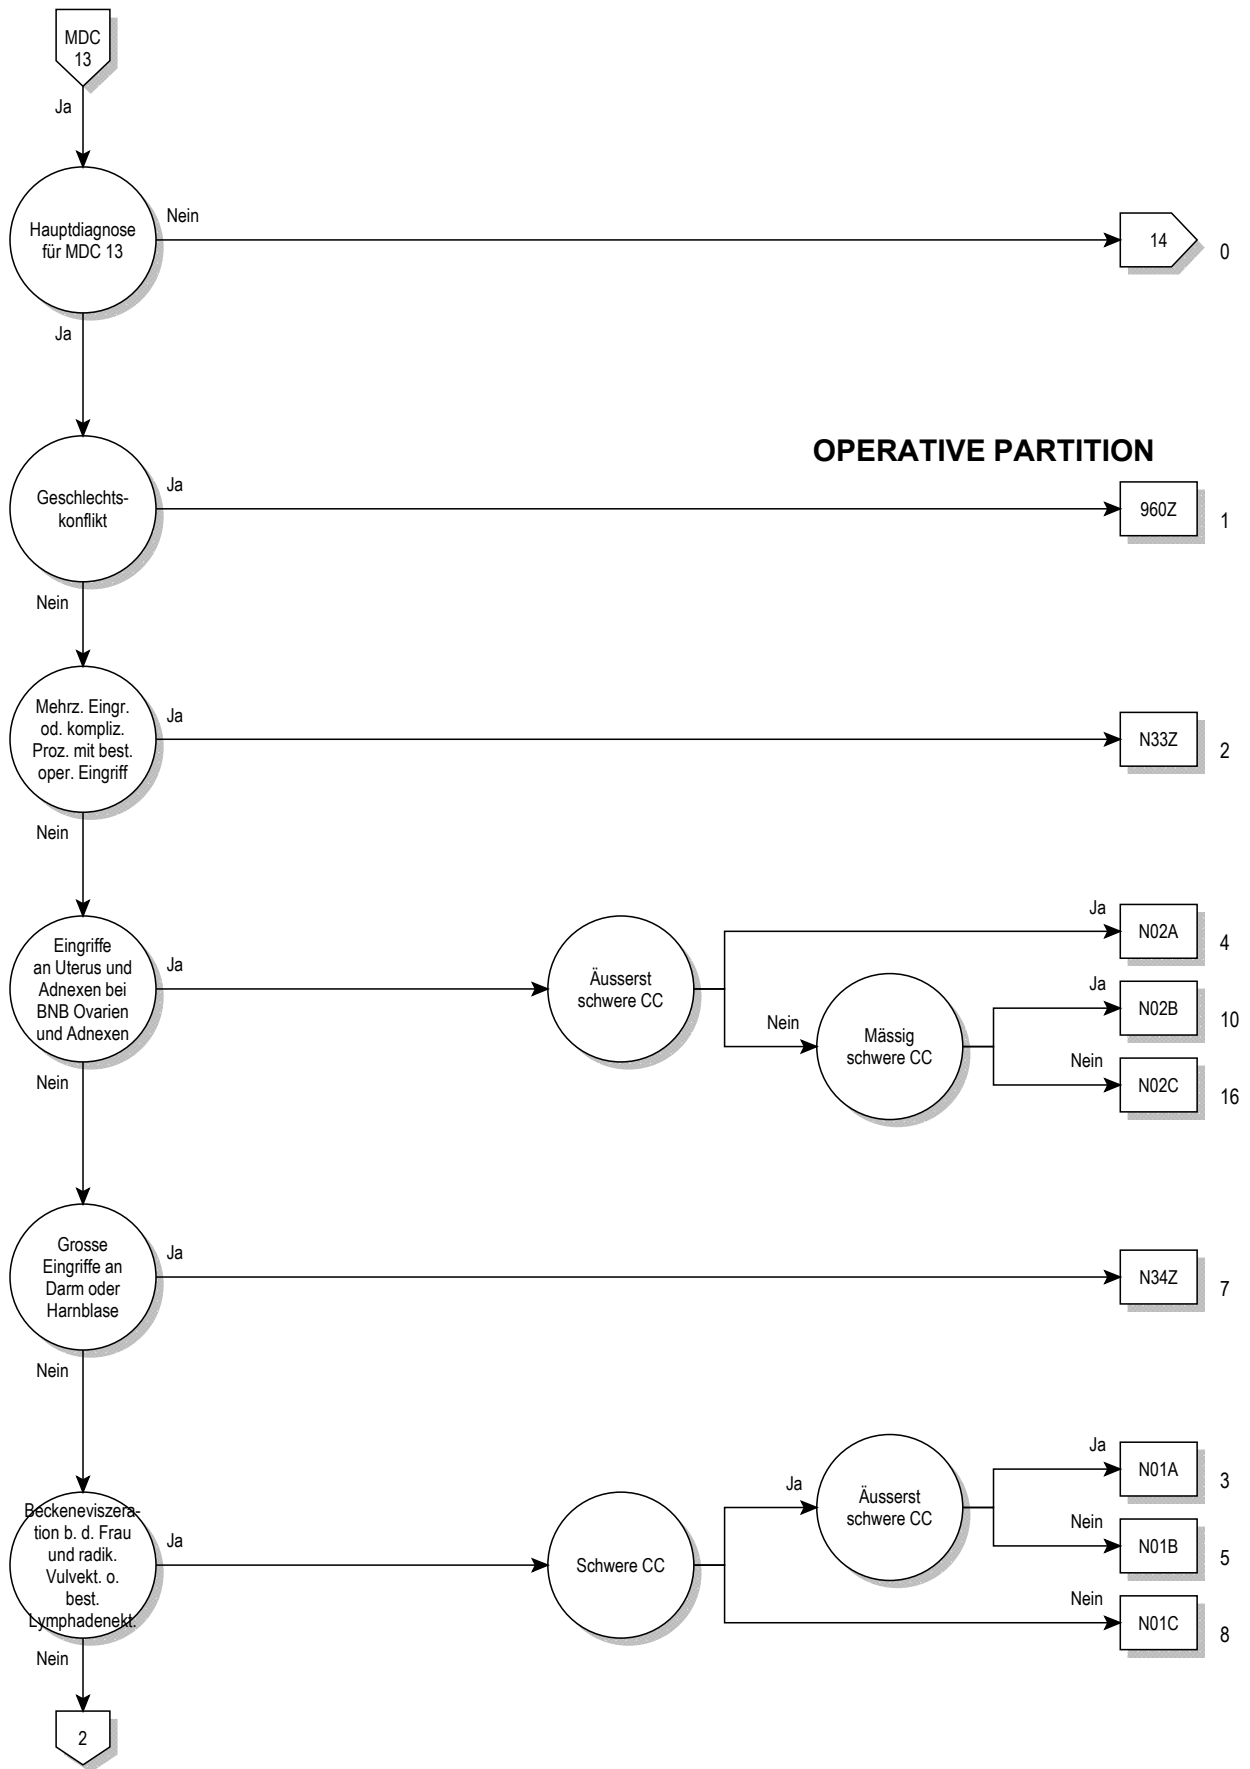 MDC
13
Ja
Hauptdiagnose
für MDC 13
Nein
14
0
Ja
OPERATIVE PARTITION
Geschlechts-
konflikt
Ja
960Z
1
Nein
Mehrz. Eingr.
od. kompliz.
Proz. mit best.
oper. Eingriff
Ja
N33Z
2
Nein
Eingriffe
an Uterus und
Adnexen bei
BNB Ovarien
und Adnexen
Ja
Äusserst
schwere CC
Ja
N02A
4
Nein
Mässig
schwere CC
Ja
N02B
10
Nein
N02C
16
Nein
Grosse
Eingriffe an
Darm oder
Harnblase
Ja
N34Z
7
Nein
Beckeneviszera-
tion b. d. Frau
und radik.
Vulvekt. o.
best.
Lymphadenekt.
Ja
Schwere CC
Ja
Äusserst
schwere CC
Ja
N01A
3
Nein
N01B
5
Nein
N01C
8
Nein
2